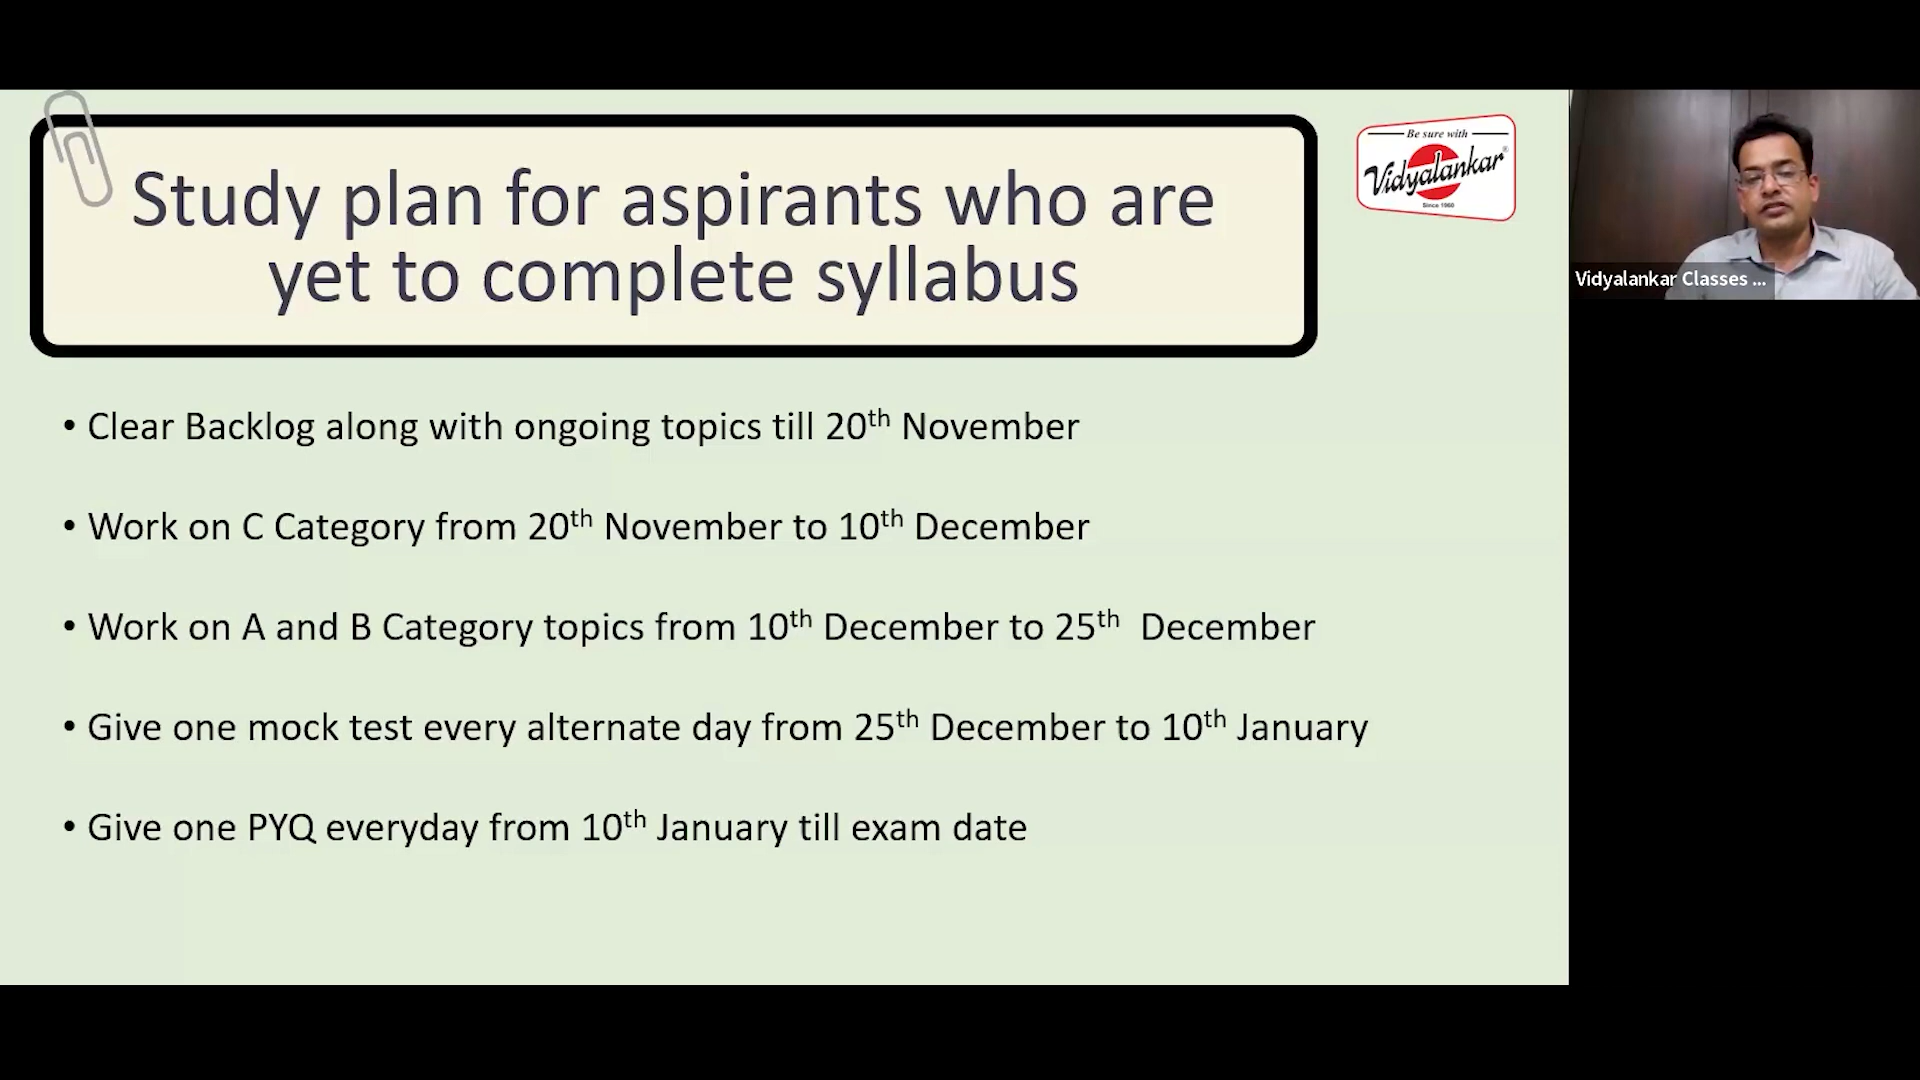 Study plan for aspirants who are
yet to complete syllabus
Be sure with
Vidyalankar®
Since 1960
Vidyalankar Classes ...
• Clear Backlog along with ongoing topics till 20th November
• Work on C Category from 20th November to 10th December
• Work on A and B Category topics from 10th December to 25th December
• Give one mock test every alternate day from 25th December to 10th January
• Give one PYQ everyday from 10th January till exam date